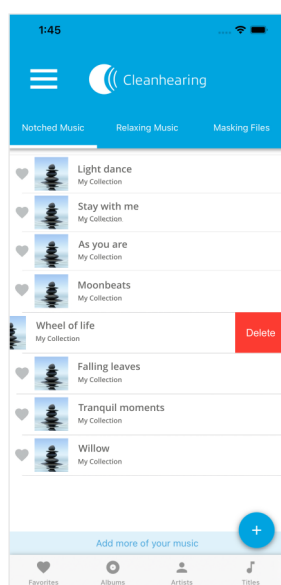 1:45
Cleanhearing
Notched Music Relaxing Music Masking Files
Light dance
My Collection
Stay with me
My Collection
As you are
My Collection
Moonbeats
My Collection
Wheel of life
My Collection
Delete
Falling leaves
My Collection
Tranquil moments
My Collection
Willow
My Collection
+
Add more of your music
Favorites Albums Artists Titles